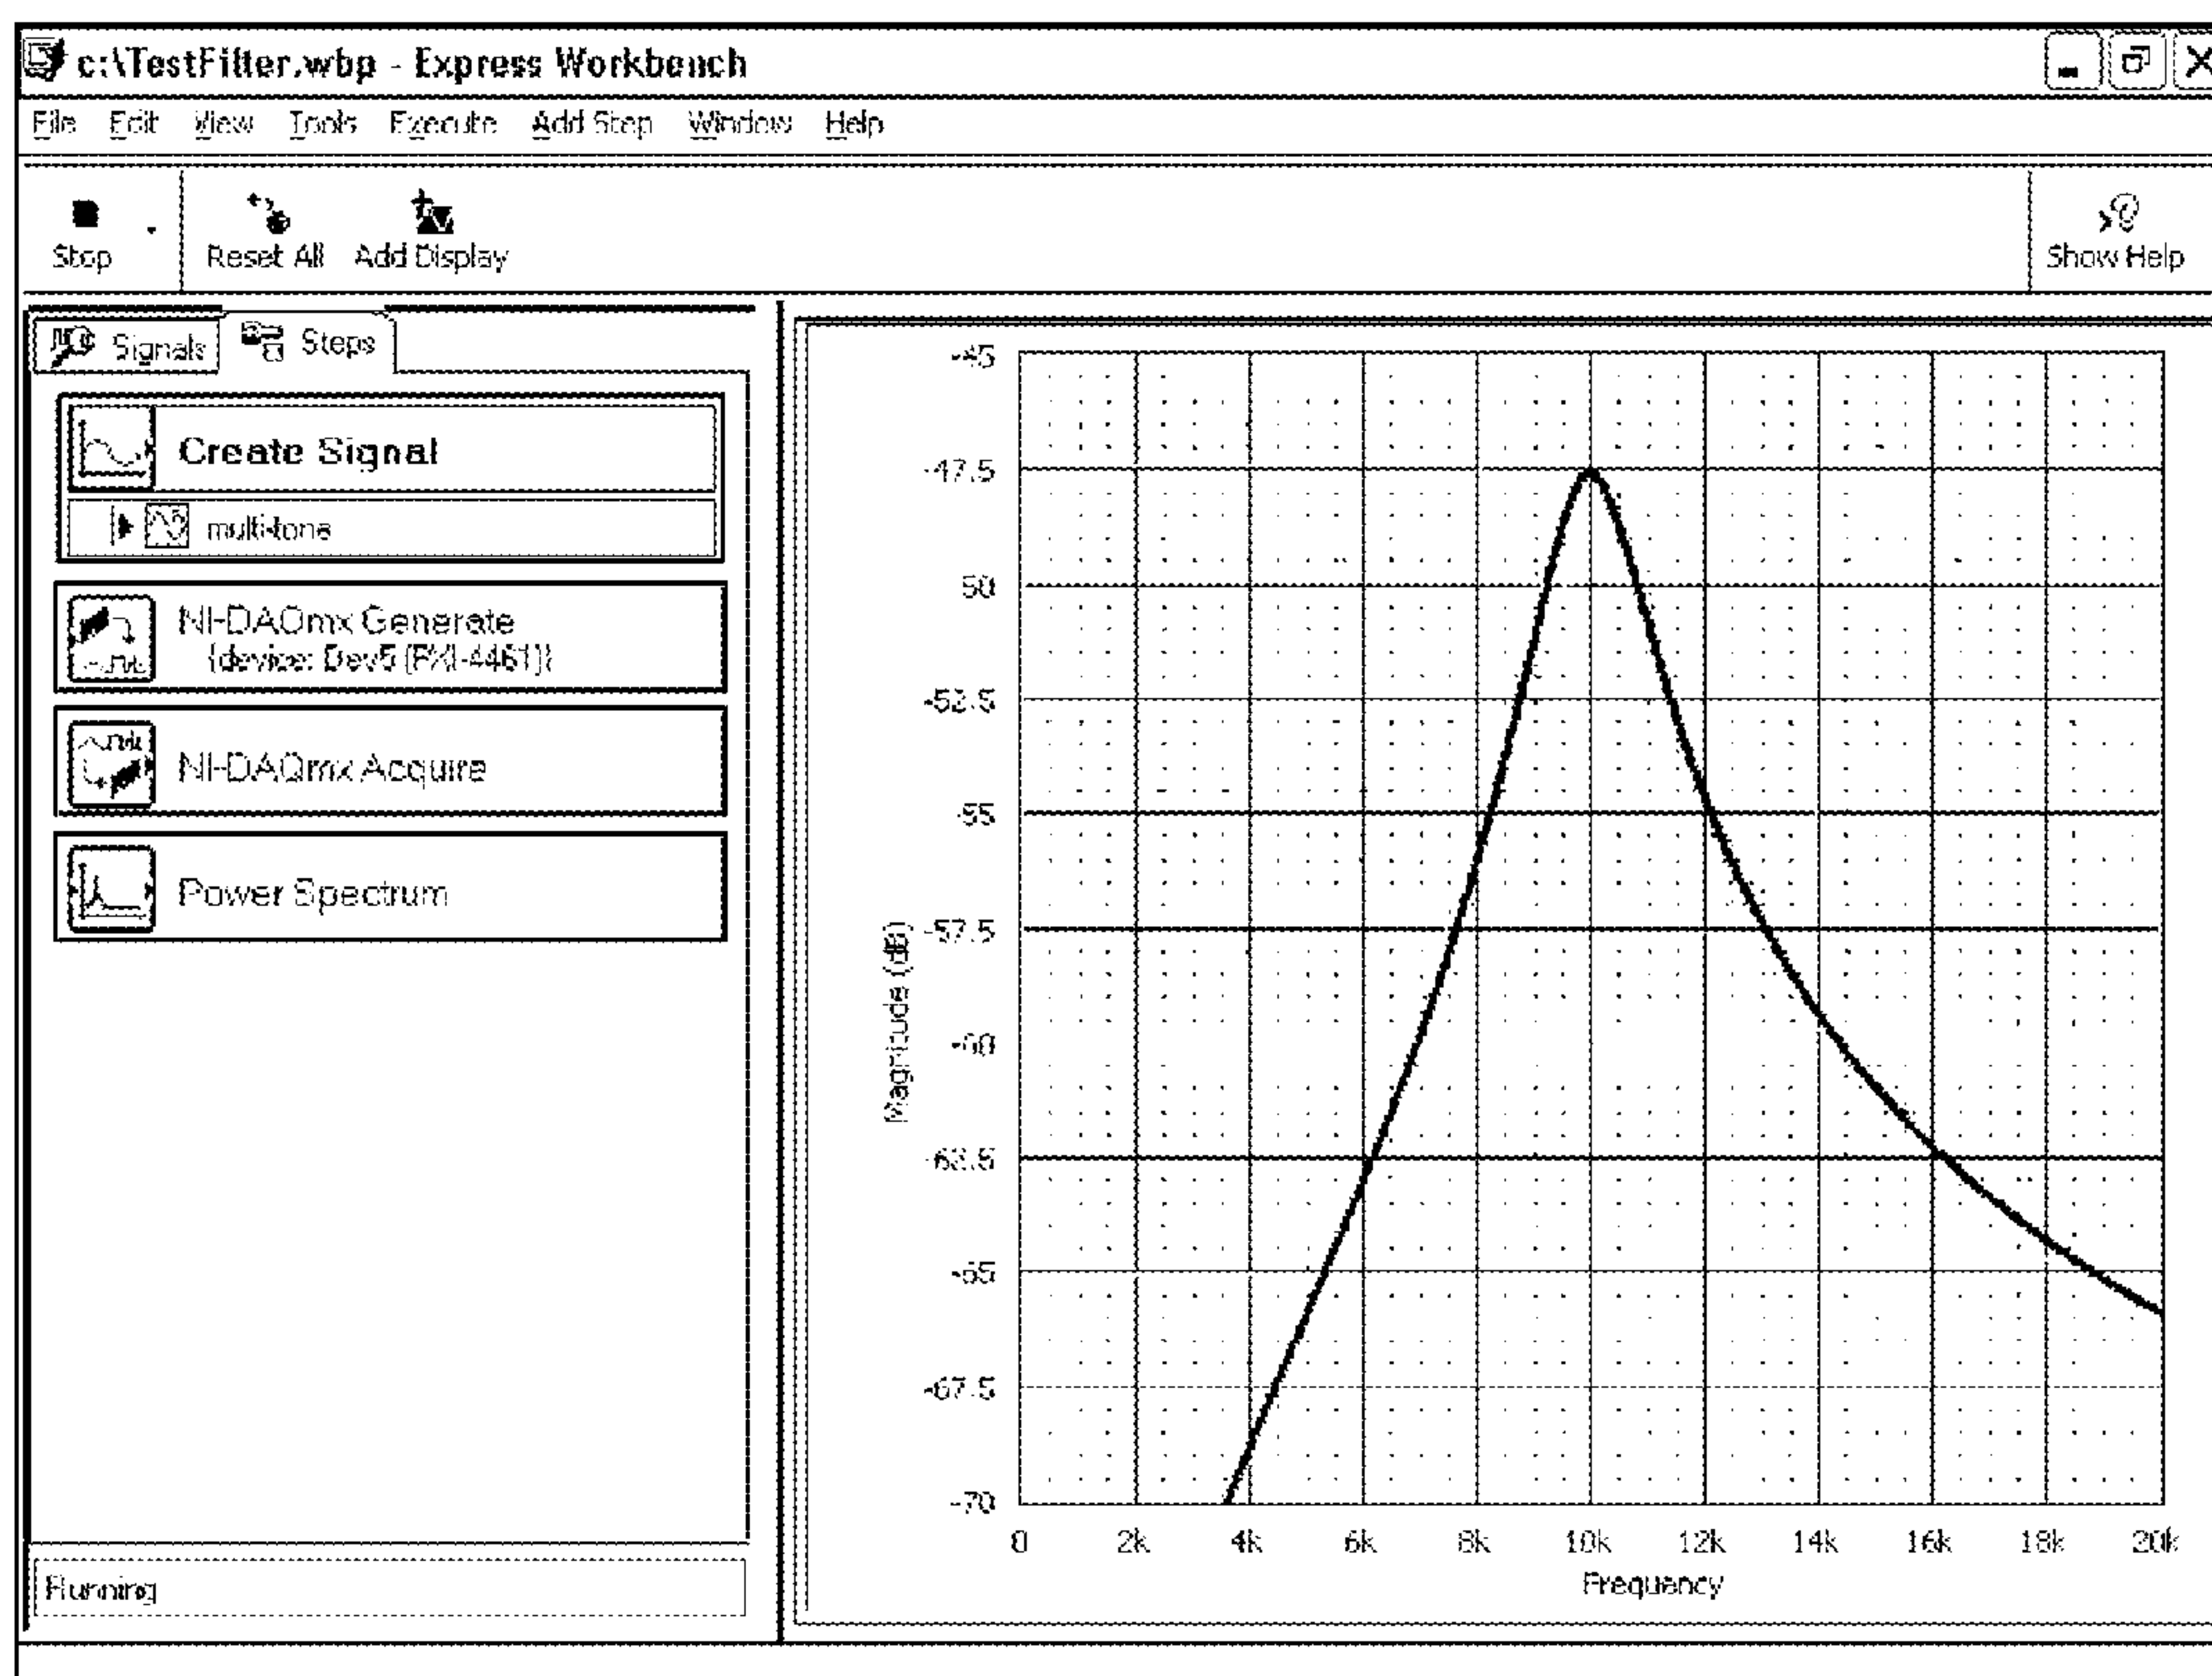 c:\TestFilter.wbp - Express Workbench
File Edit View Tools Execute Add Step Window Help
Stop Reset All Add Display Show Help
Signals Steps
Create Signal
multi-tone
NI-DAQmx Generate
{device: Dev5 [PXI-4461]}
NI-DAQmx Acquire
Power Spectrum
Running
Magnitude (dB)
-45
-47.5
-50
-52.5
-55
-57.5
-60
-62.5
-65
-67.5
-70
0 2k 4k 6k 8k 10k 12k 14k 16k 18k 20k
Frequency